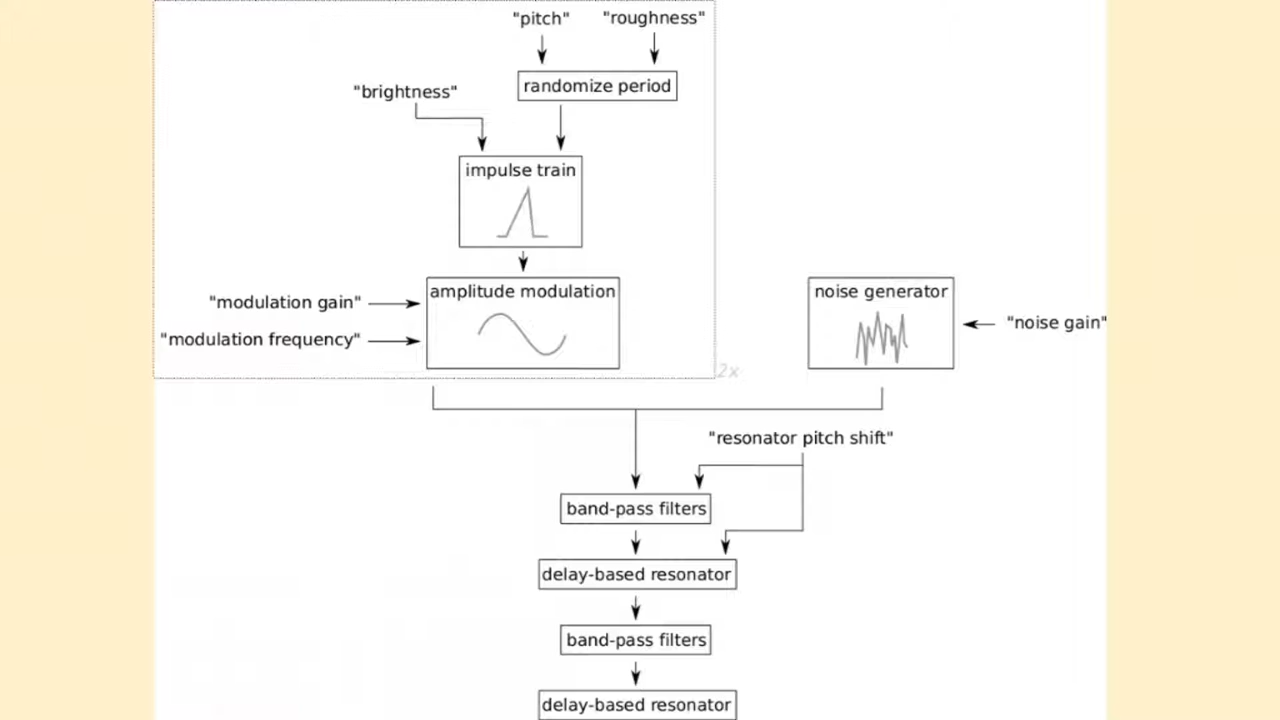 "pitch"
"roughness"
randomize period
"brightness"
impulse train
"modulation gain"
"modulation frequency"
amplitude modulation
2x
noise generator
"noise gain"
"resonator pitch shift"
band-pass filters
delay-based resonator
band-pass filters
delay-based resonator